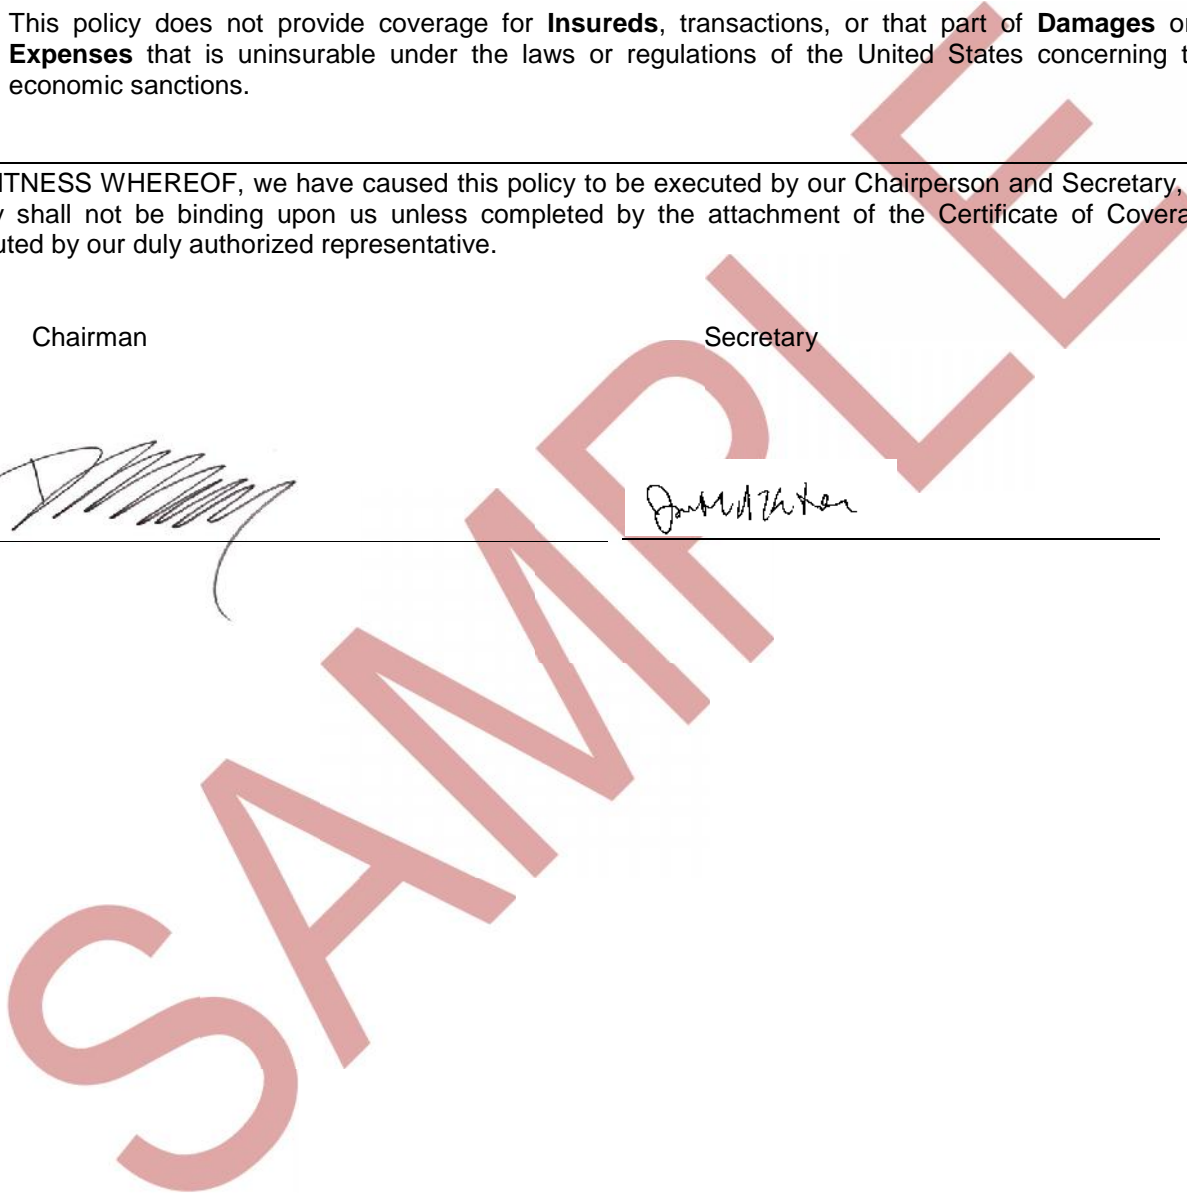 This policy does not provide coverage for Insureds, transactions, or that part of Damages or
Expenses that is uninsurable under the laws or regulations of the United States concerning t
economic sanctions.
ITNESS WHEREOF, we have caused this policy to be executed by our Chairperson and Secretary,
y shall not be binding upon us unless completed by the attachment of the Certificate of Covera
uted by our duly authorized representative.
Chairman Secretary
SAMPLE